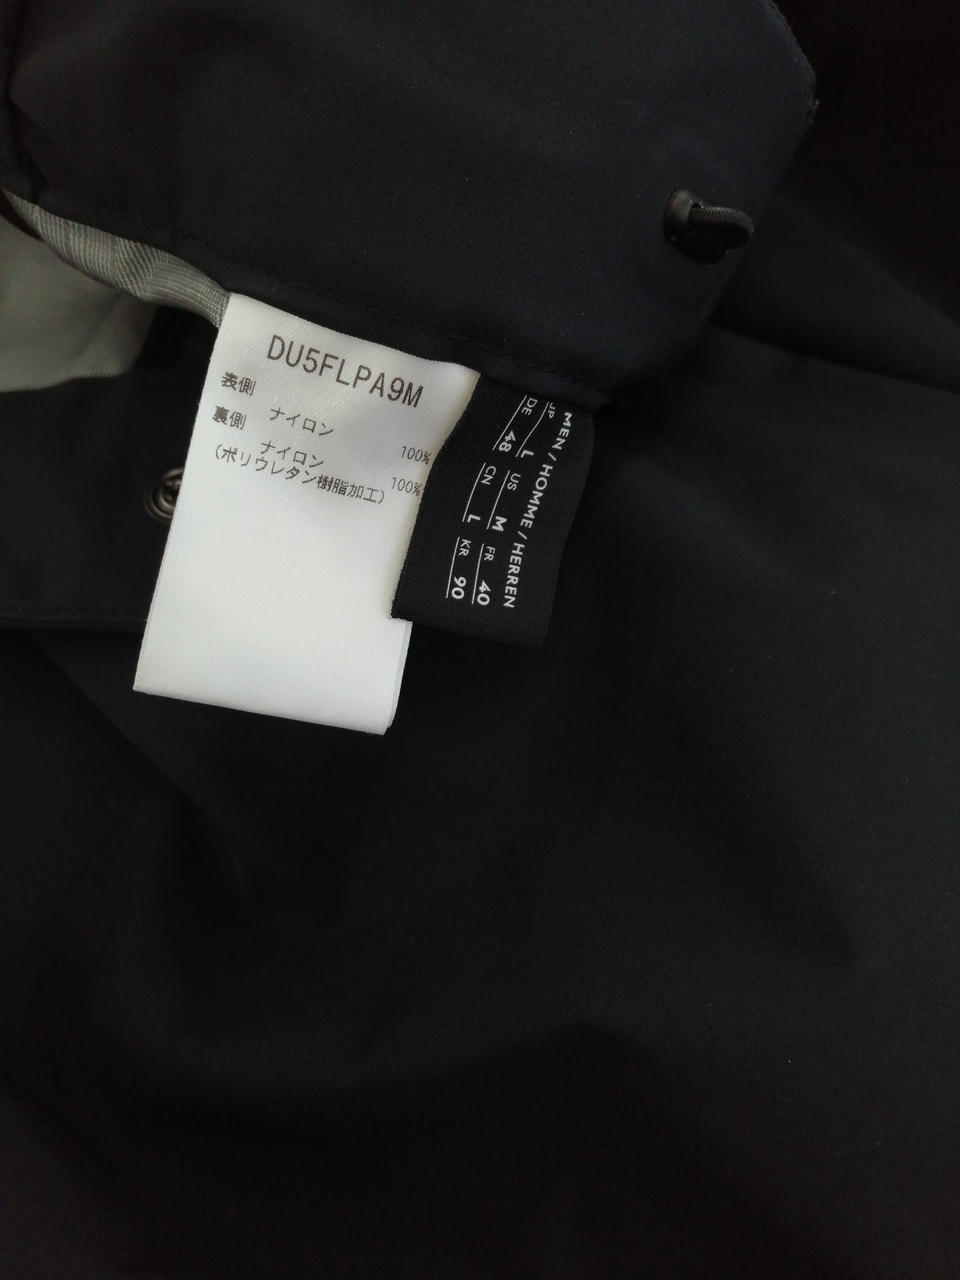 DU5FLPA9M
表側
ナイロン 100%
裏側
ナイロン 100%
(ポリウレタン樹脂加工)
MEN / HOMME / HERREN
JP L US M FR 40
DE 48 CN L KR 90